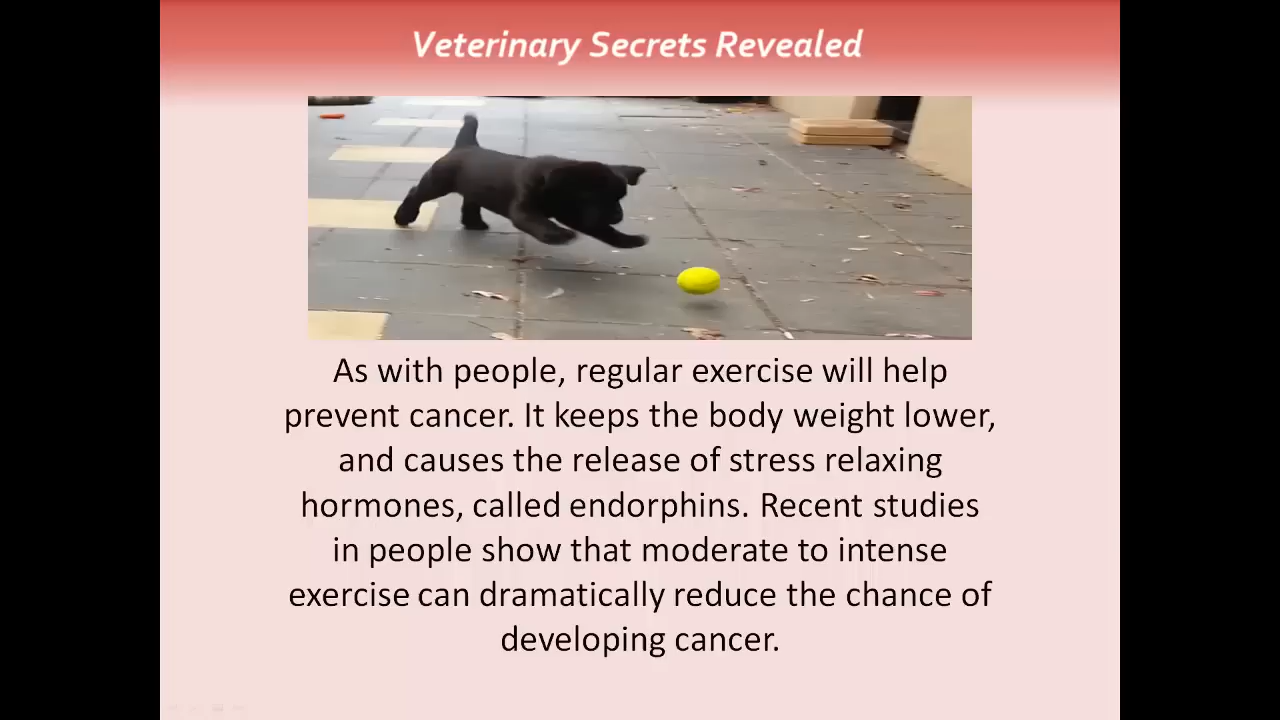 Veterinary Secrets Revealed
As with people, regular exercise will help
prevent cancer. It keeps the body weight lower,
and causes the release of stress relaxing
hormones, called endorphins. Recent studies
in people show that moderate to intense
exercise can dramatically reduce the chance of
developing cancer.